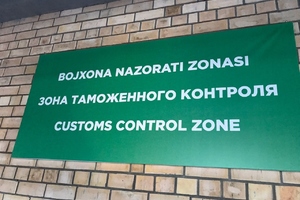 BOJXONA NAZORATI ZONASI
ЗОНА ТАМОЖЕННОГО КОНТРОЛЯ
CUSTOMS CONTROL ZONE